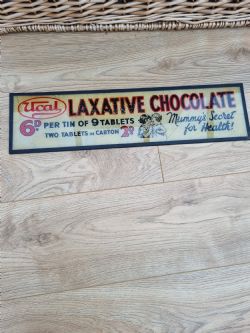 Ucal LAXATIVE CHOCOLATE
6D PER TIN OF 9 TABLETS
TWO TABLETS IN CARTON 2D
Mummy's Secret
for Health!